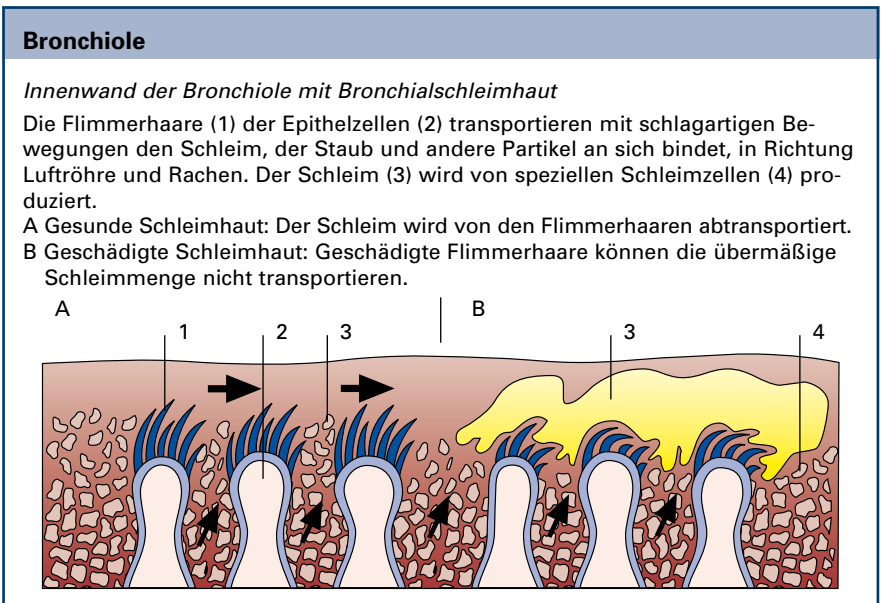 Bronchiole
Innenwand der Bronchiole mit Bronchialschleimhaut
Die Flimmerhaare (1) der Epithelzellen (2) transportieren mit schlagartigen Be-
wegungen den Schleim, der Staub und andere Partikel an sich bindet, in Richtung
Luftröhre und Rachen. Der Schleim (3) wird von speziellen Schleimzellen (4) pro-
duziert.
A Gesunde Schleimhaut: Der Schleim wird von den Flimmerhaaren abtransportiert.
B Geschädigte Schleimhaut: Geschädigte Flimmerhaare können die übermäßige
Schleimmenge nicht transportieren.
A B
1 2 3 3 4